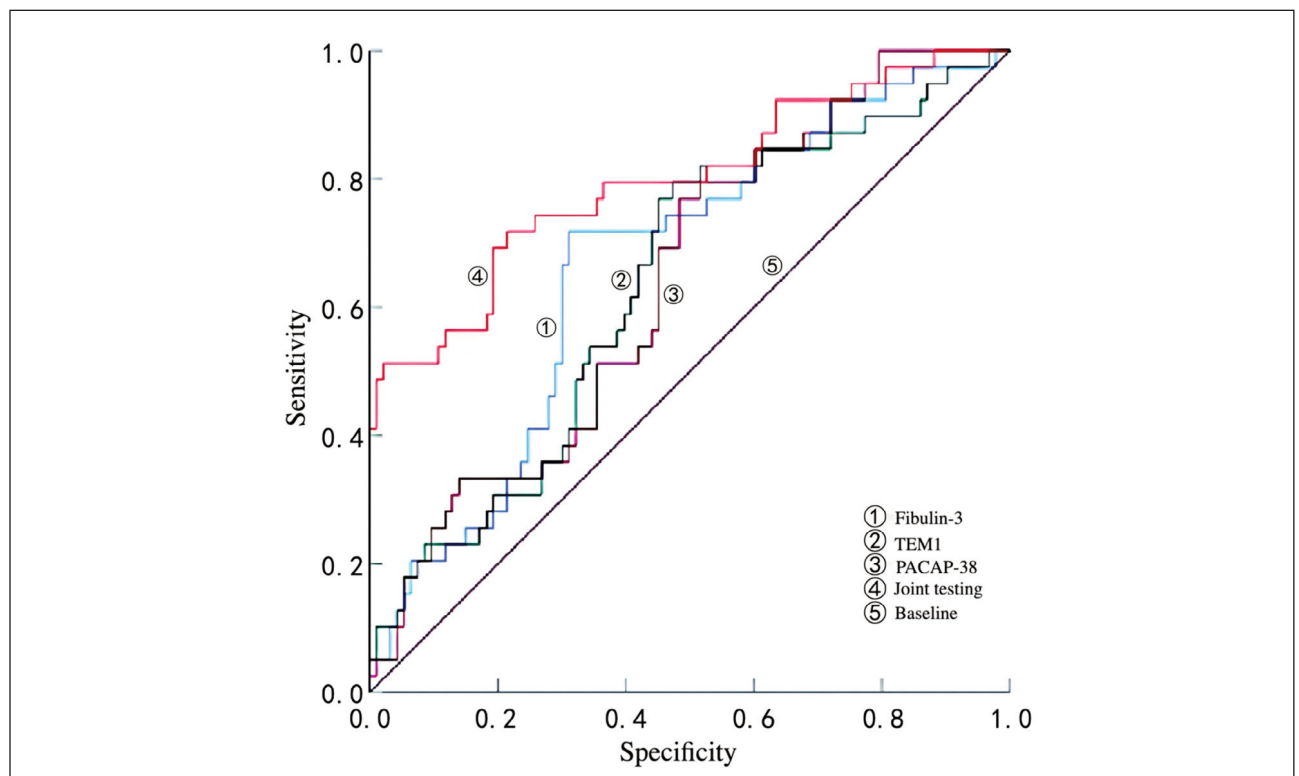 1.0
0.8
0.6
0.4
0.2
0.0
Sensitivity
④
①
②
③
⑤
① Fibulin-3
② TEM1
③ PACAP-38
④ Joint testing
⑤ Baseline
0.0 0.2 0.4 0.6 0.8 1.0
Specificity